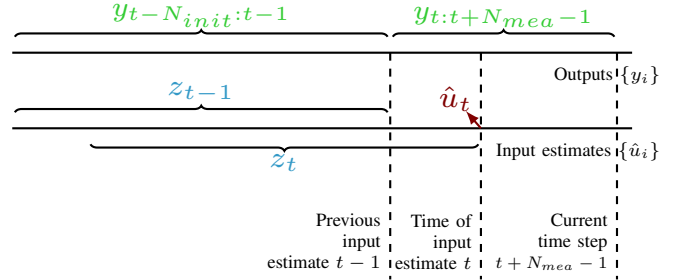 y_{t-N_{init}:t-1} y_{t:t+N_{mea}-1}
Outputs {y_i}
z_{t-1} û_t
Input estimates {û_i}
z_t
Previous
input
estimate t − 1
Time of
input
estimate t
Current
time step
t + N_{mea} − 1